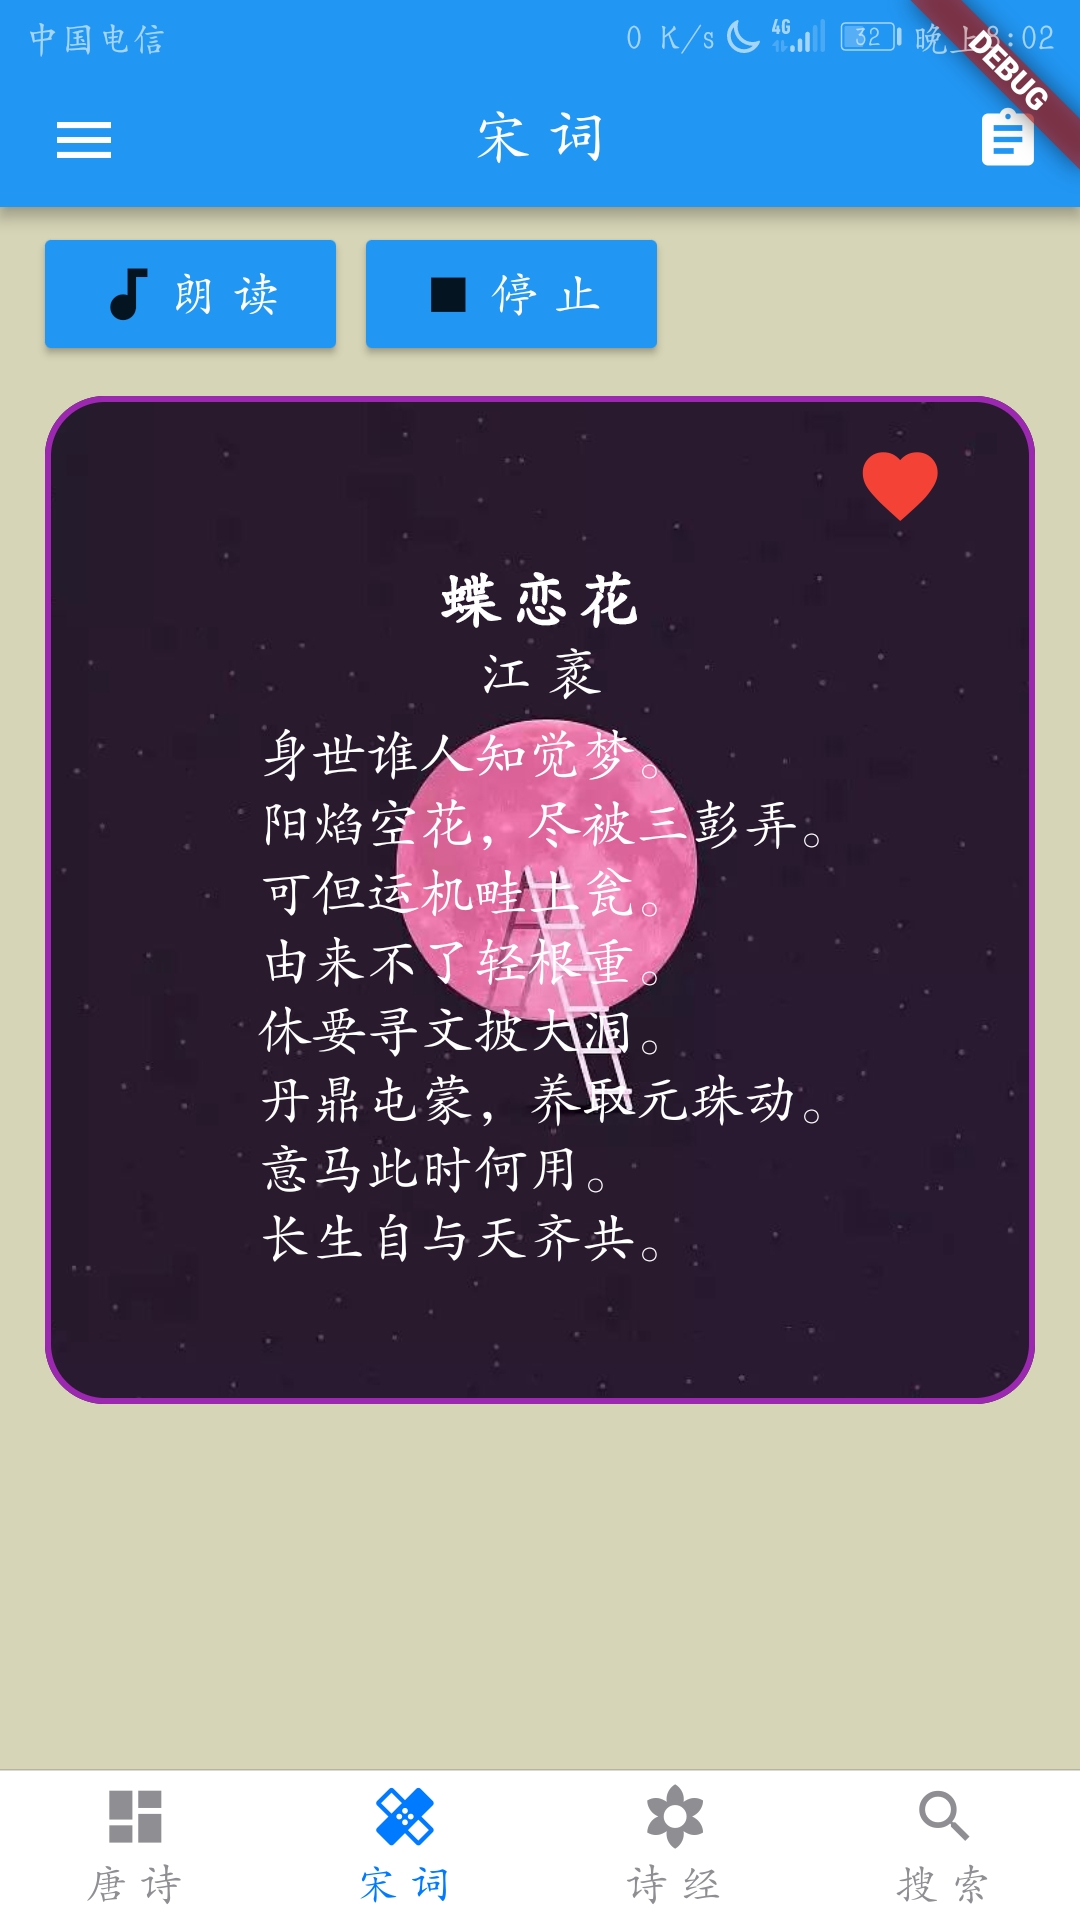 中国电信 0 K/s 4G 32 晚上8:02
DEBUG
宋词
朗读 停止
蝶恋花
江衺
身世谁人知觉梦。
阳焰空花，尽被三彭弄。
可但运机畦上瓮。
由来不了轻根重。
休要寻文披大洞。
丹鼎屯蒙，养取元珠动。
意马此时何用。
长生自与天齐共。
唐诗 宋词 诗经 搜索